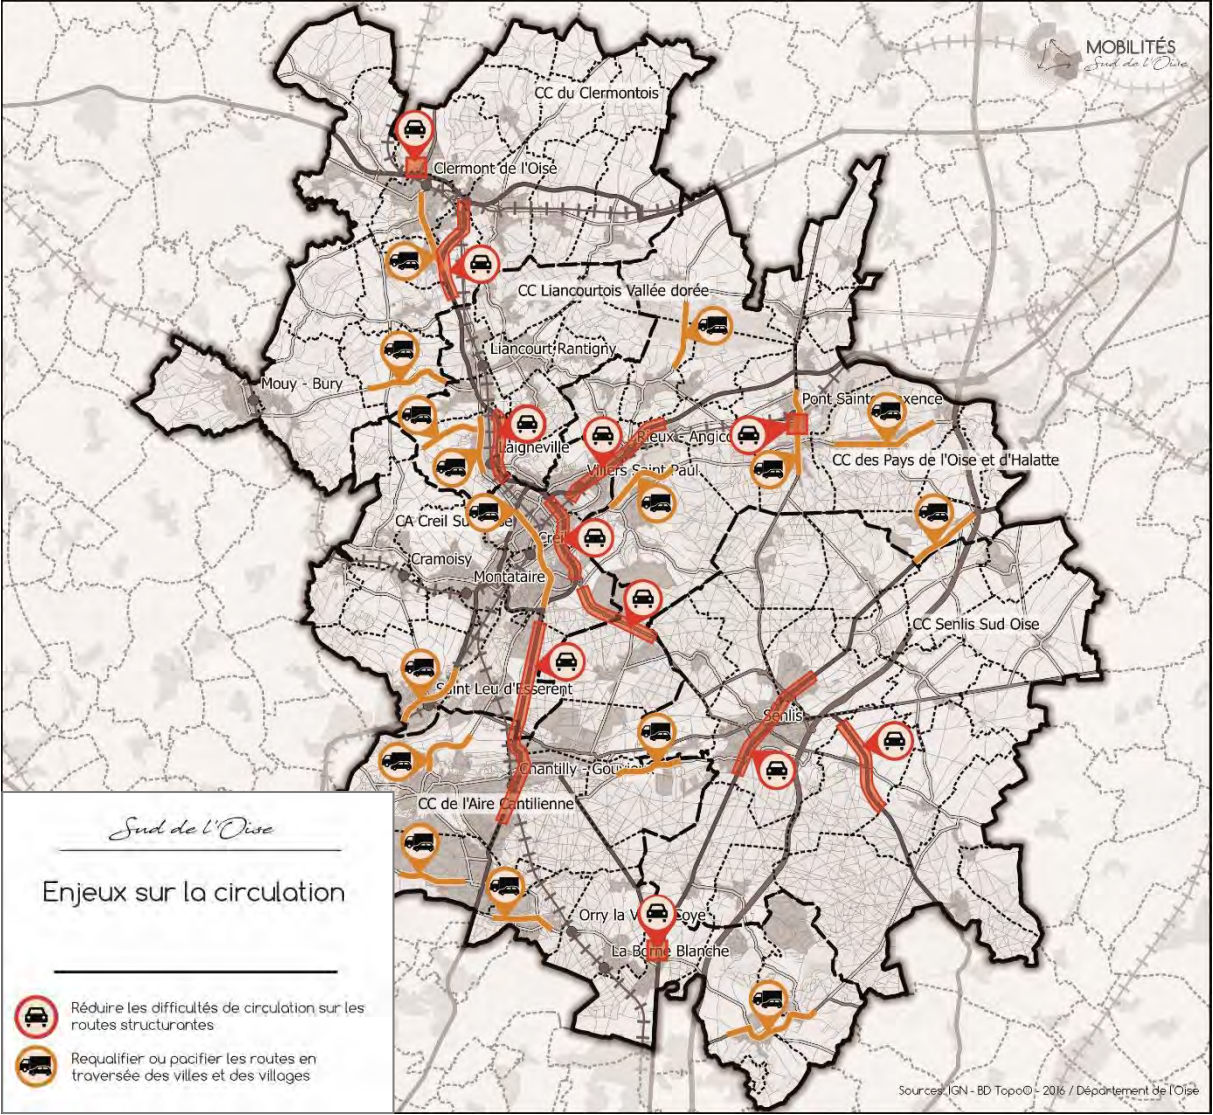 MOBILITÉS
Sud de l'Oise
CC du Clermontois
Clermont de l'Oise
CC Liancourtois Vallée dorée
Liancourt Rantigny
Mouy - Bury
Pont Sainte
Laigneville
Rieux -
Villers Saint Paul
CC des Pays de l'Oise et d'Halatte
CA Creil
Cramoisy
Montataire
CC Senlis Sud Oise
Saint Leu d'Esserent
Senlis
Chantilly -
CC de l'Aire Cantilienne
Orry la
La Borne Blanche
Sud de l'Oise
Enjeux sur la circulation
Réduire les difficultés de circulation sur les
routes structurantes
Requalifier ou pacifier les routes en
traversée des villes et des villages
Sources: IGN - BD Topo© - 2016 / Département de l'Oise